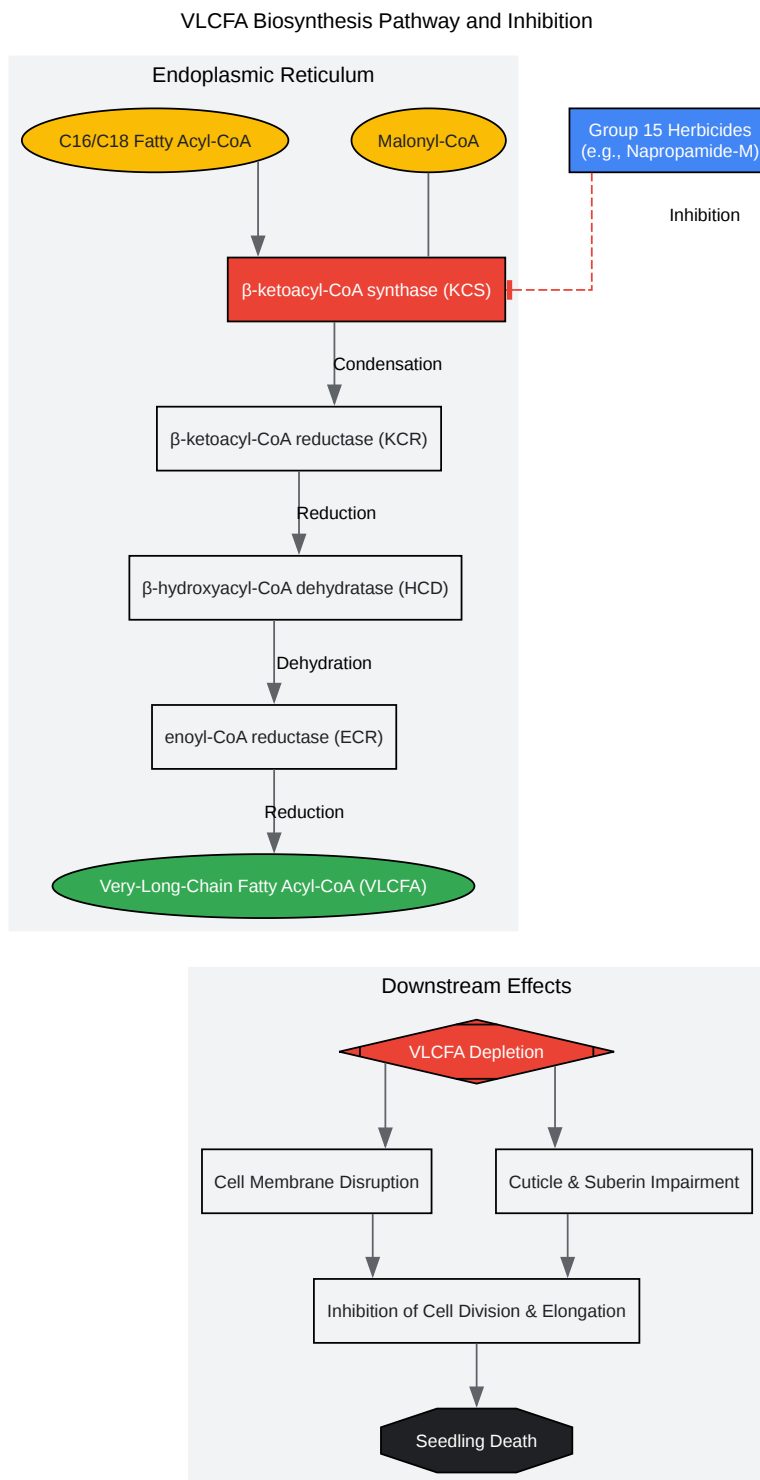 VLCFA Biosynthesis Pathway and Inhibition
Endoplasmic Reticulum
C16/C18 Fatty Acyl-CoA
Malonyl-CoA
Group 15 Herbicides
(e.g., Napropamide-M)
Inhibition
β-ketoacyl-CoA synthase (KCS)
Condensation
β-ketoacyl-CoA reductase (KCR)
Reduction
β-hydroxyacyl-CoA dehydratase (HCD)
Dehydration
enoyl-CoA reductase (ECR)
Reduction
Very-Long-Chain Fatty Acyl-CoA (VLCFA)
Downstream Effects
VLCFA Depletion
Cell Membrane Disruption
Cuticle & Suberin Impairment
Inhibition of Cell Division & Elongation
Seedling Death